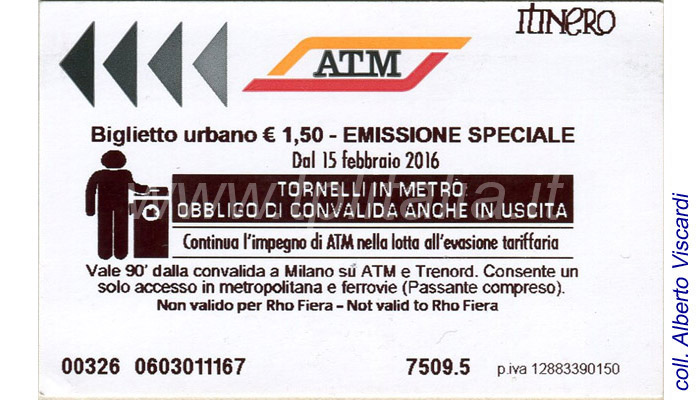 ITINERO
ATM
Biglietto urbano € 1,50 - EMISSIONE SPECIALE
Dal 15 febbraio 2016
TORNELLI IN METRÒ
OBBLIGO DI CONVALIDA ANCHE IN USCITA
Continua l'impegno di ATM nella lotta all'evasione tariffaria
Vale 90' dalla convalida a Milano su ATM e Trenord. Consente un
solo accesso in metropolitana e ferrovie (Passante compreso).
Non valido per Rho Fiera - Not valid to Rho Fiera
00326 0603011167 7509.5 p.iva 12883390150
coll. Alberto Viscardi